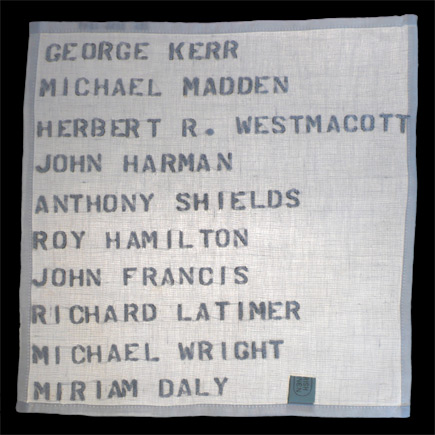 GEORGE KERR
MICHAEL MADDEN
HERBERT R. WESTMACOTT
JOHN HARMAN
ANTHONY SHIELDS
ROY HAMILTON
JOHN FRANCIS
RICHARD LATIMER
MICHAEL WRIGHT
MIRIAM DALY